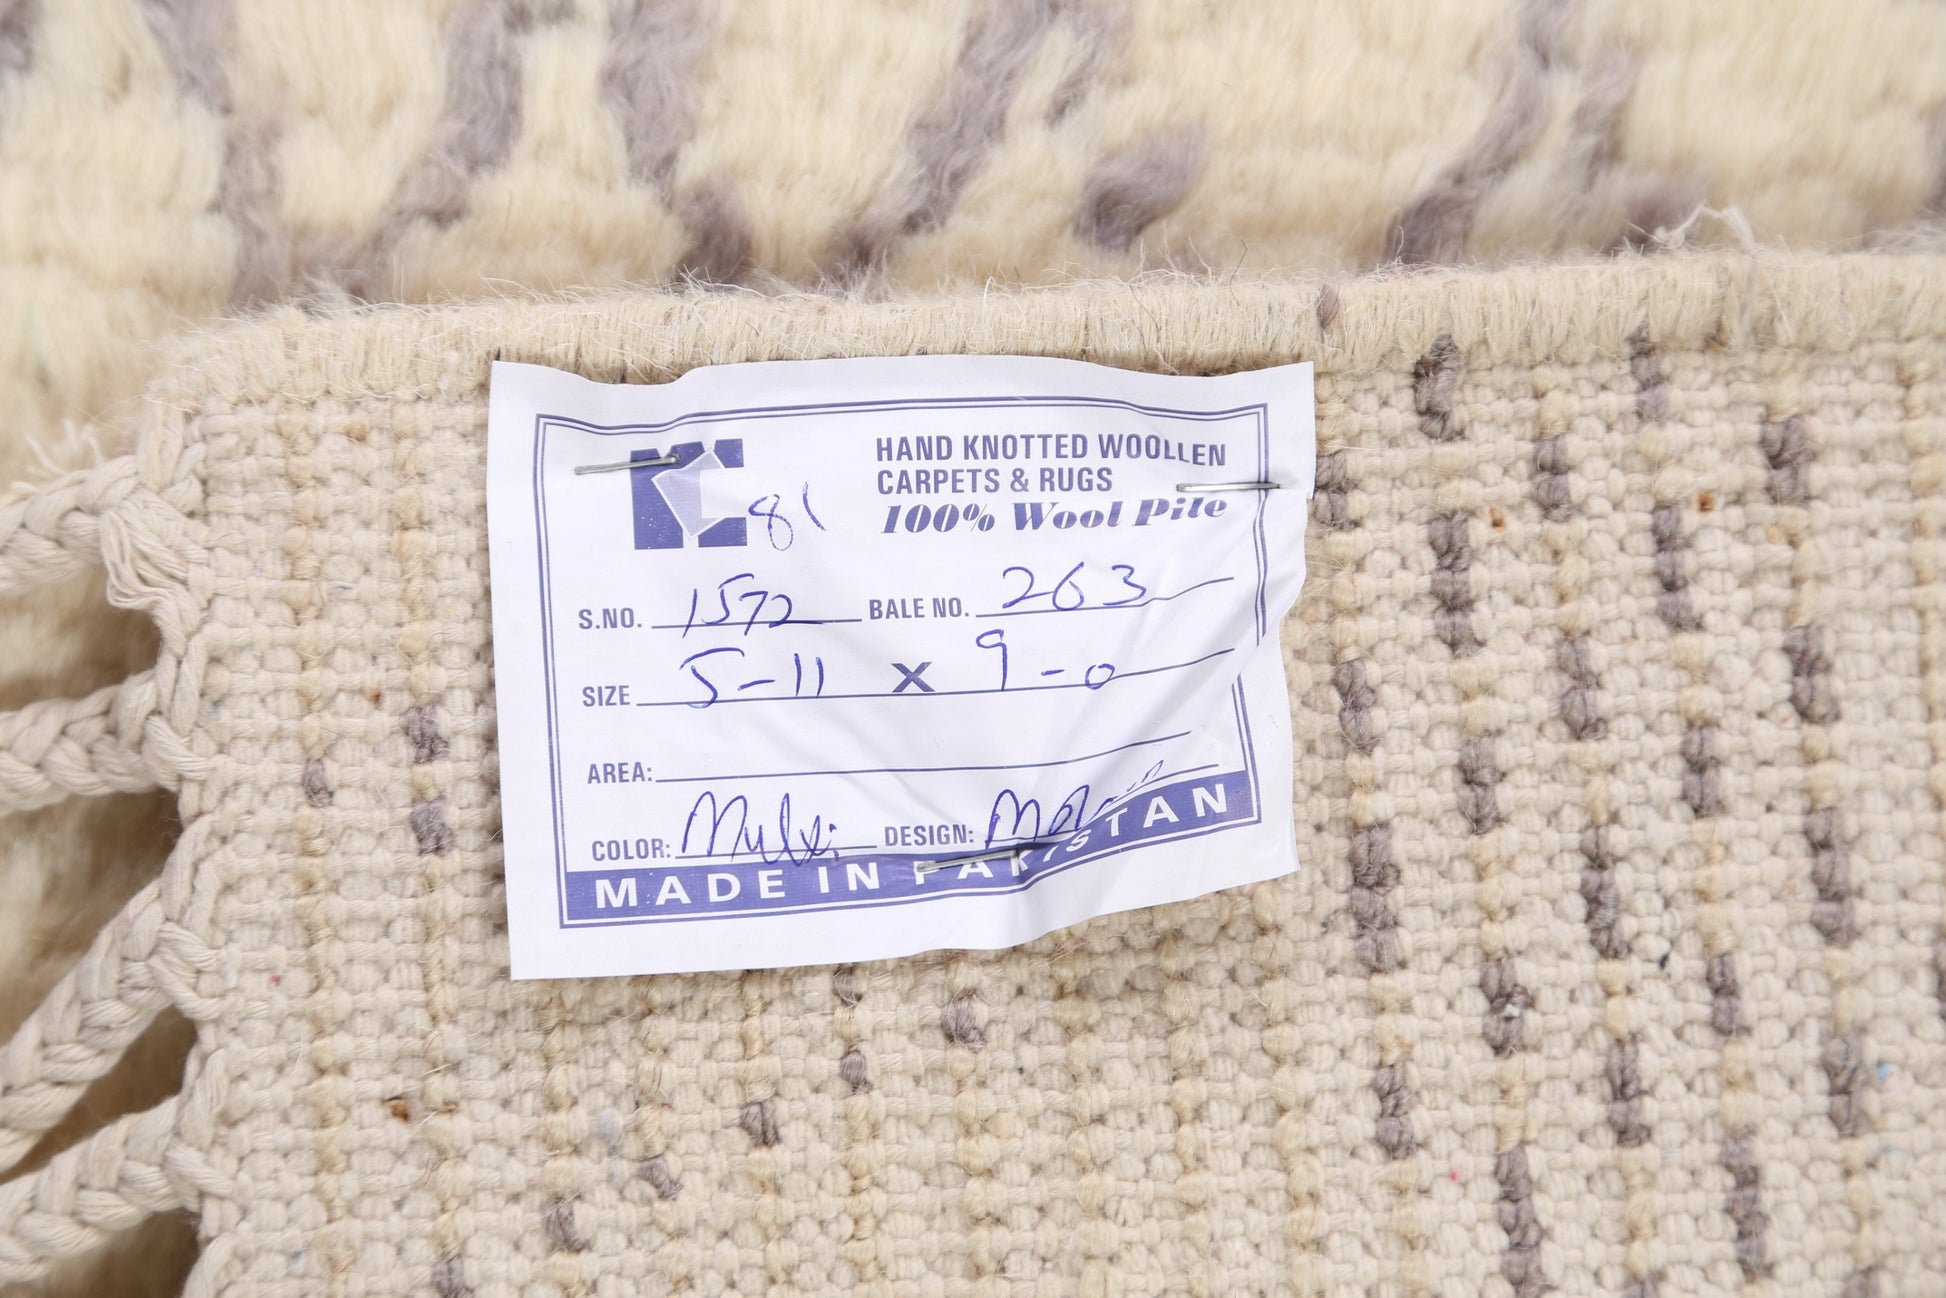 HAND KNOTTED WOOLLEN
CARPETS & RUGS
100% Wool Pile
81
S.NO. 1572 BALE NO. 263
SIZE 5-11 X 9-0
AREA:
COLOR: Multi DESIGN:
MADE IN PAKISTAN